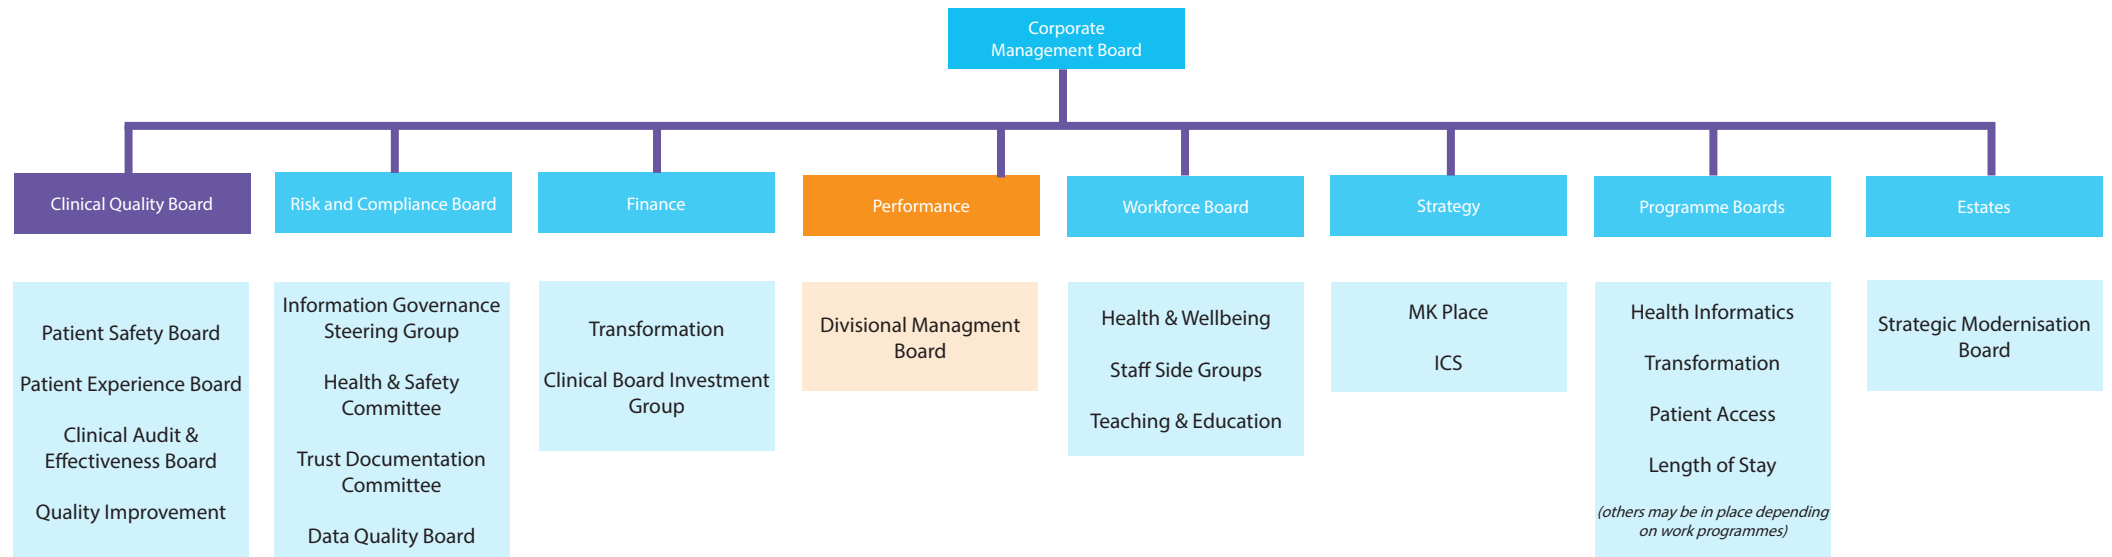 Corporate
Management Board
Clinical Quality Board
Risk and Compliance Board
Finance
Performance
Workforce Board
Strategy
Programme Boards
Estates
Patient Safety Board
Patient Experience Board
Clinical Audit &
Effectiveness Board
Quality Improvement
Information Governance
Steering Group
Health & Safety
Committee
Trust Documentation
Committee
Data Quality Board
Transformation
Clinical Board Investment
Group
Divisional Managment
Board
Health & Wellbeing
Staff Side Groups
Teaching & Education
MK Place
ICS
Health Informatics
Transformation
Patient Access
Length of Stay
(others may be in place depending
on work programmes)
Strategic Modernisation
Board